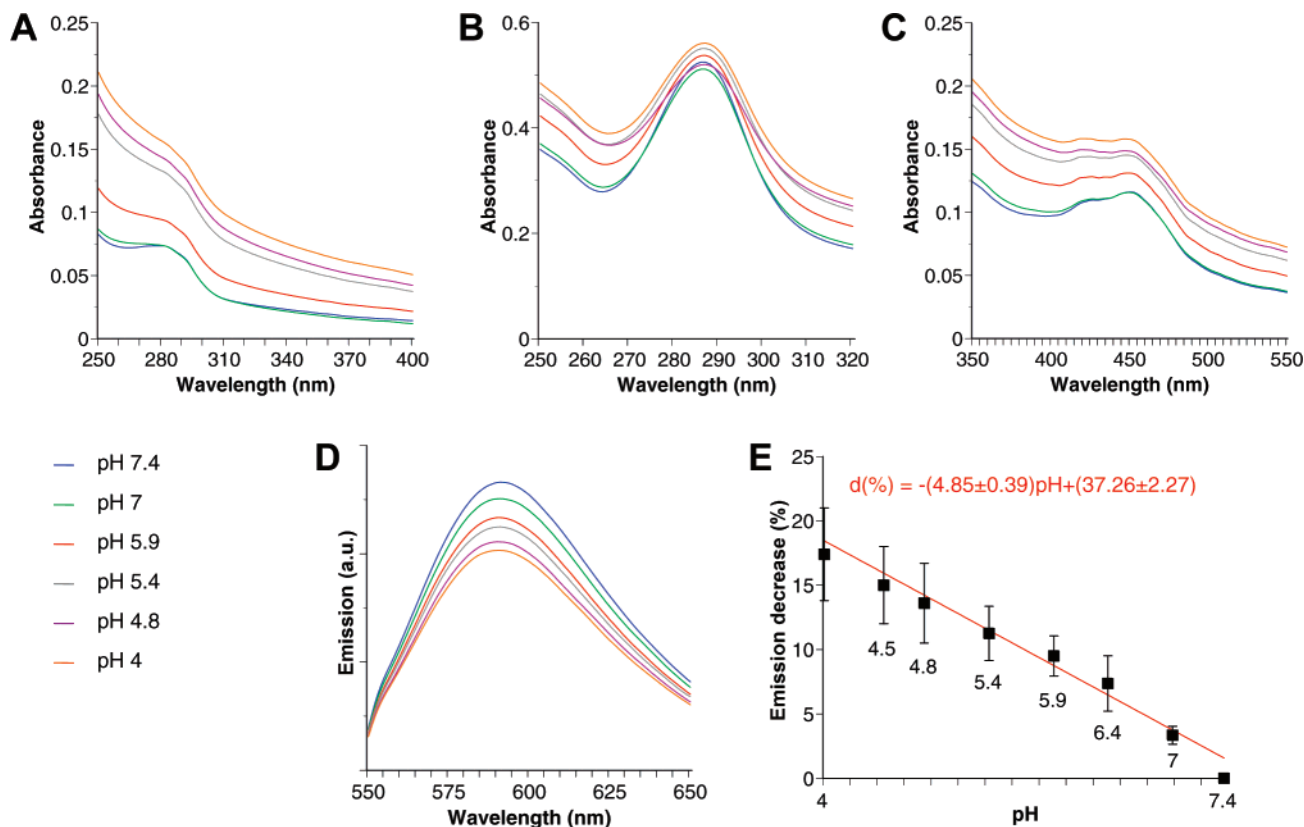 A
0.25
0.2
0.15
0.1
0.05
0
Absorbance
250 280 310 340 370 400
Wavelength (nm)
B
0.6
0.4
0.2
0
Absorbance
250 260 270 280 290 300 310 320
Wavelength (nm)
C
0.25
0.2
0.15
0.1
0.05
0
Absorbance
350 400 450 500 550
Wavelength (nm)
pH 7.4
pH 7
pH 5.9
pH 5.4
pH 4.8
pH 4
D
Emission (a.u.)
550 575 600 625 650
Wavelength (nm)
E
d(%) = -(4.85±0.39)pH+(37.26±2.27)
25
20
15
10
5
0
Emission decrease (%)
4.5
4.8
5.4
5.9
6.4
7
4 7.4
pH